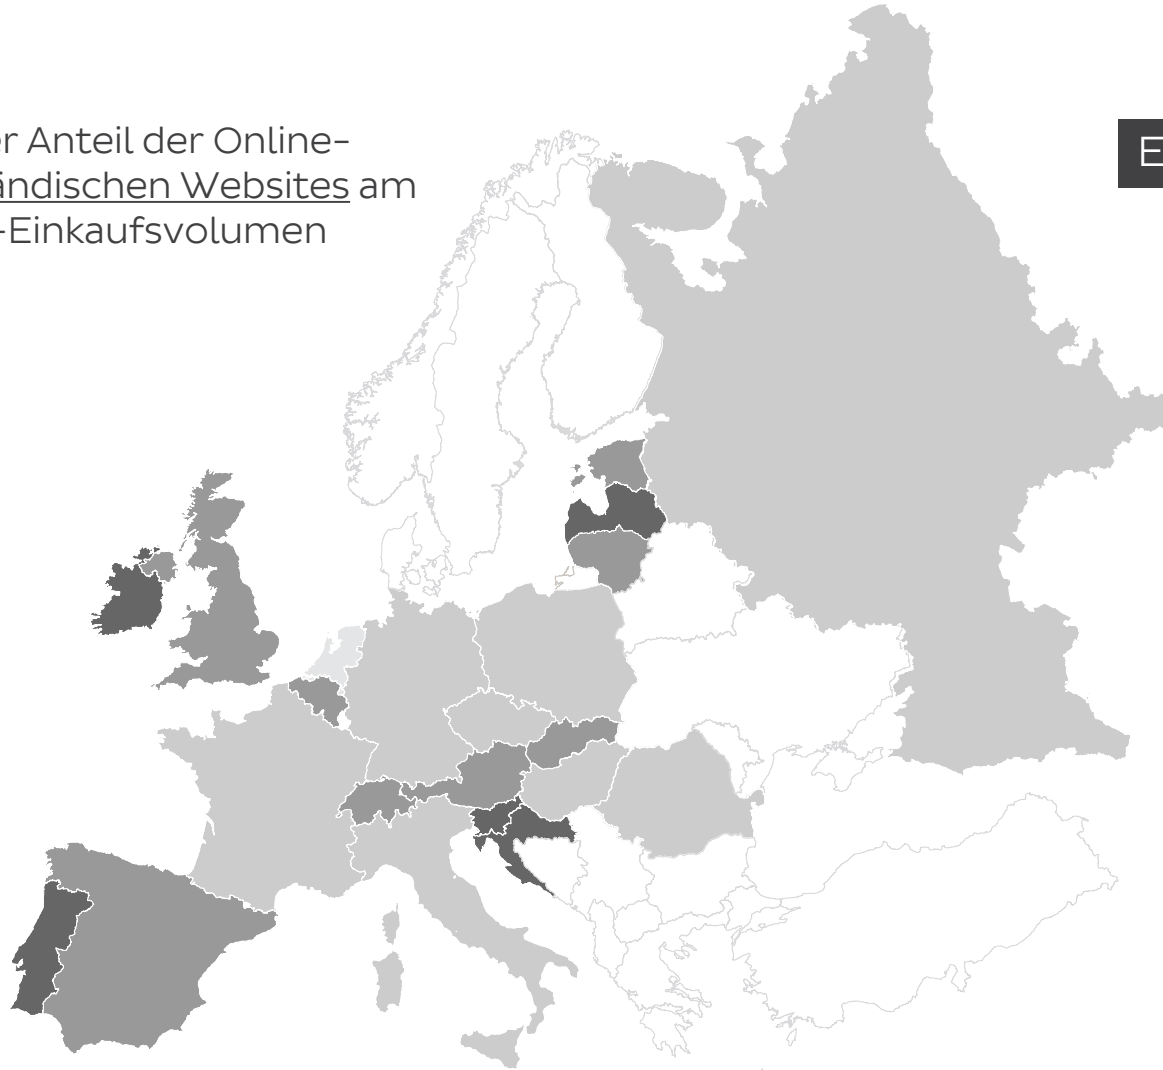 er Anteil der Online-
ändischen Websites am
-Einkaufsvolumen
E